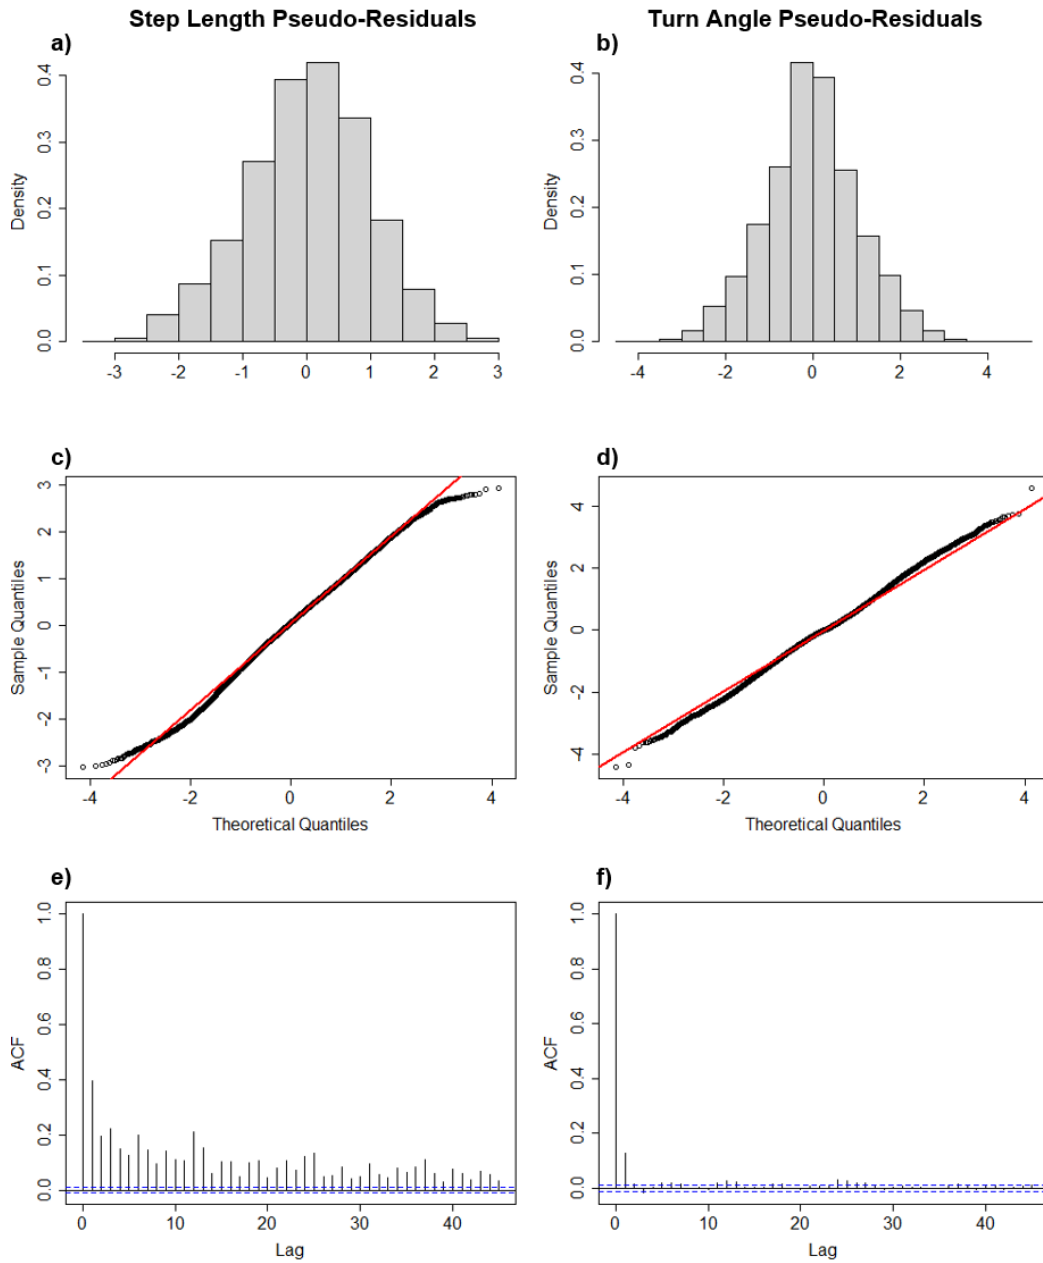 Step Length Pseudo-Residuals
Turn Angle Pseudo-Residuals
a)
b)
Density
0.0 0.1 0.2 0.3 0.4
-3 -2 -1 0 1 2 3
Density
0.0 0.1 0.2 0.3 0.4
-4 -2 0 2 4
c)
d)
Sample Quantiles
-3 -2 -1 0 1 2 3
-4 -2 0 2 4
Theoretical Quantiles
Sample Quantiles
-4 -2 0 2 4
-4 -2 0 2 4
Theoretical Quantiles
e)
f)
ACF
0.0 0.2 0.4 0.6 0.8 1.0
0 10 20 30 40
Lag
ACF
0.0 0.2 0.4 0.6 0.8 1.0
0 10 20 30 40
Lag